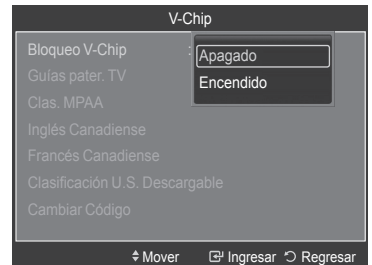 V-Chip
Bloqueo V-Chip : Apagado
Encendido
Guías pater. TV
Clas. MPAA
Inglés Canadiense
Francés Canadiense
Clasificación U.S. Descargable
Cambiar Código
Mover Ingresar Regresar